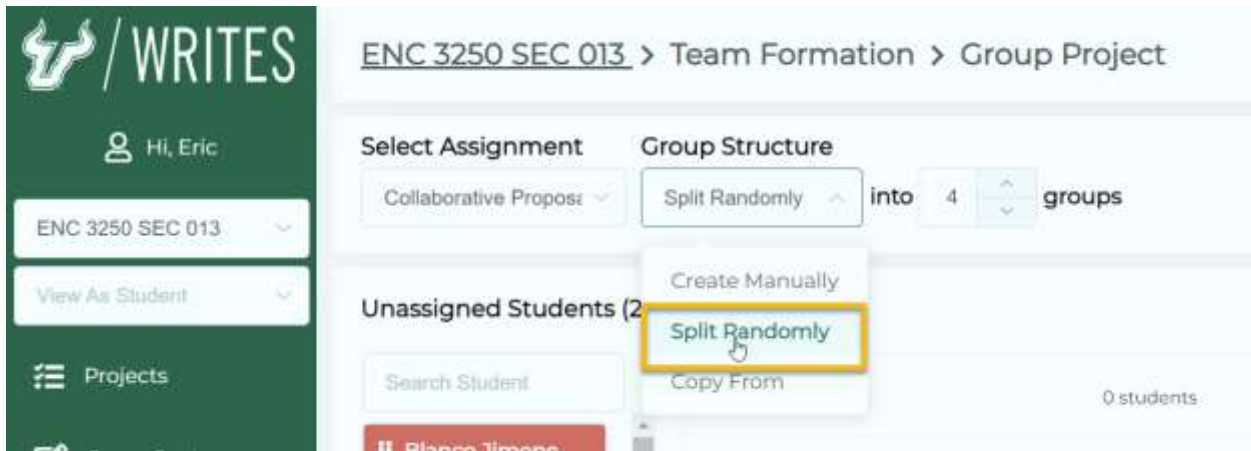 / WRITES
Hi, Eric
ENC 3250 SEC 013
View As Student
Projects
ENC 3250 SEC 013 > Team Formation > Group Project
Select Assignment
Group Structure
Collaborative Proposa
Split Randomly
into 4 groups
Create Manually
Split Randomly
Copy From
Unassigned Students (2
Search Student
0 students
Blanco Jimene